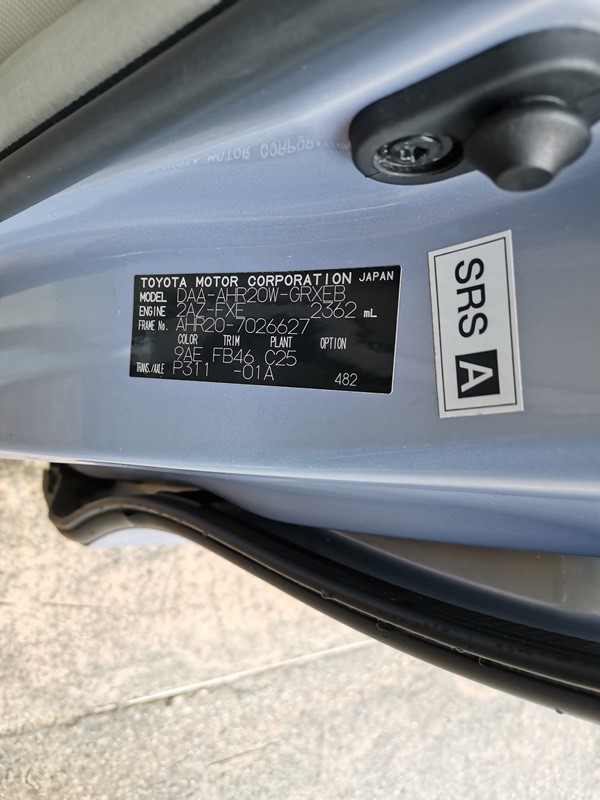 TOYOTA MOTOR CORPORATION JAPAN
MODEL DAA-AHR20W-GRXEB
ENGINE 2AZ-FXE 2362 mL
FRAME No. AHR20-7026627
COLOR TRIM PLANT OPTION
9AE FB46 C25
TRANS./AXLE P311 -01A 482
SRS A